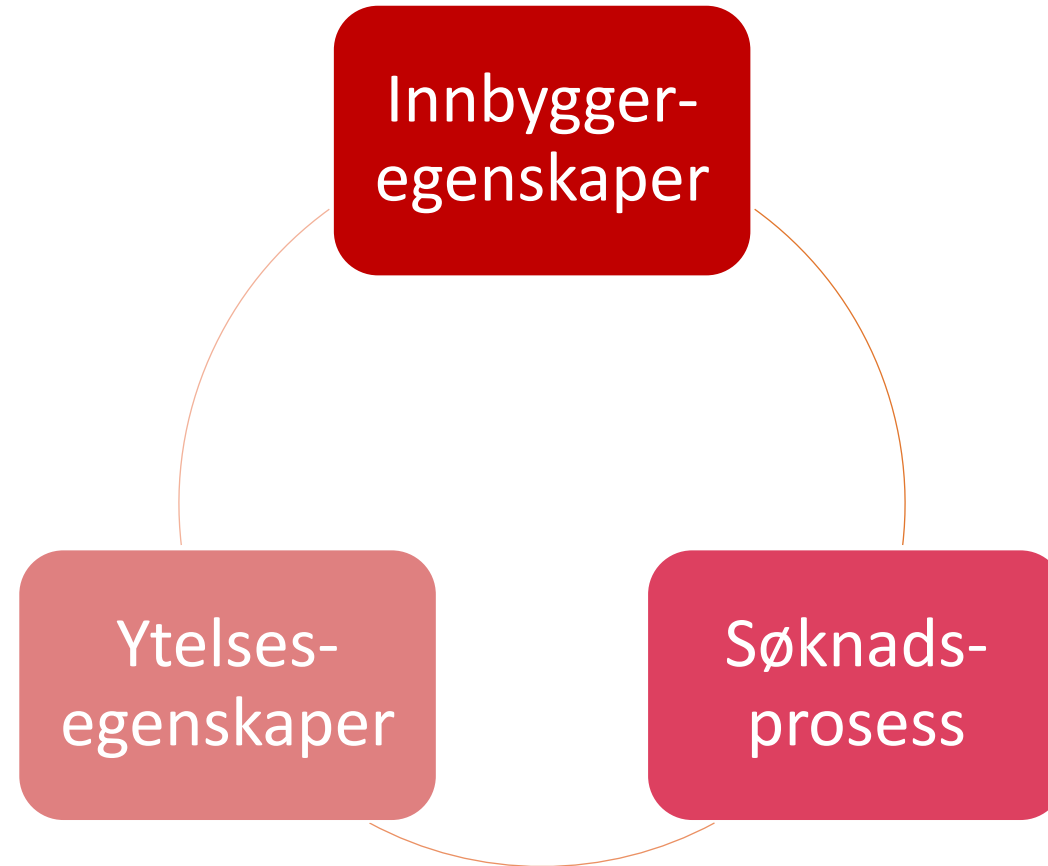 Innbygger-
egenskaper
Ytelses-
egenskaper
Søknads-
prosess